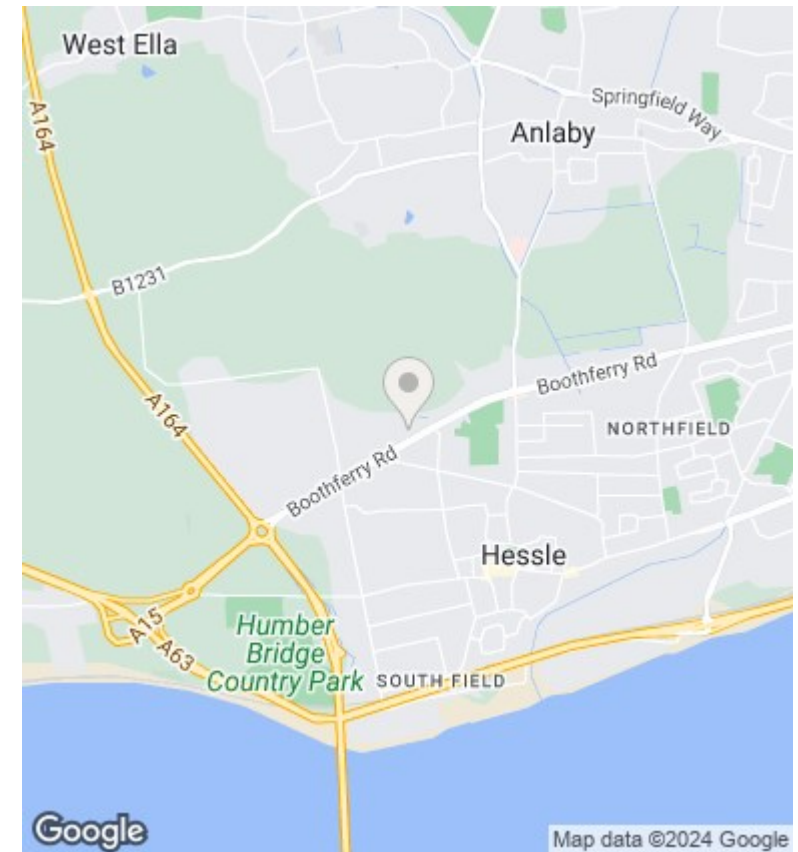 West Ella
Springfield Way
Anlaby
A164
B1231
Boothferry Rd
A164
NORTHFIELD
Boothferry Rd
Hessle
A15
A63
Humber
Bridge
Country Park
SOUTH FIELD
Google
Map data ©2024 Google